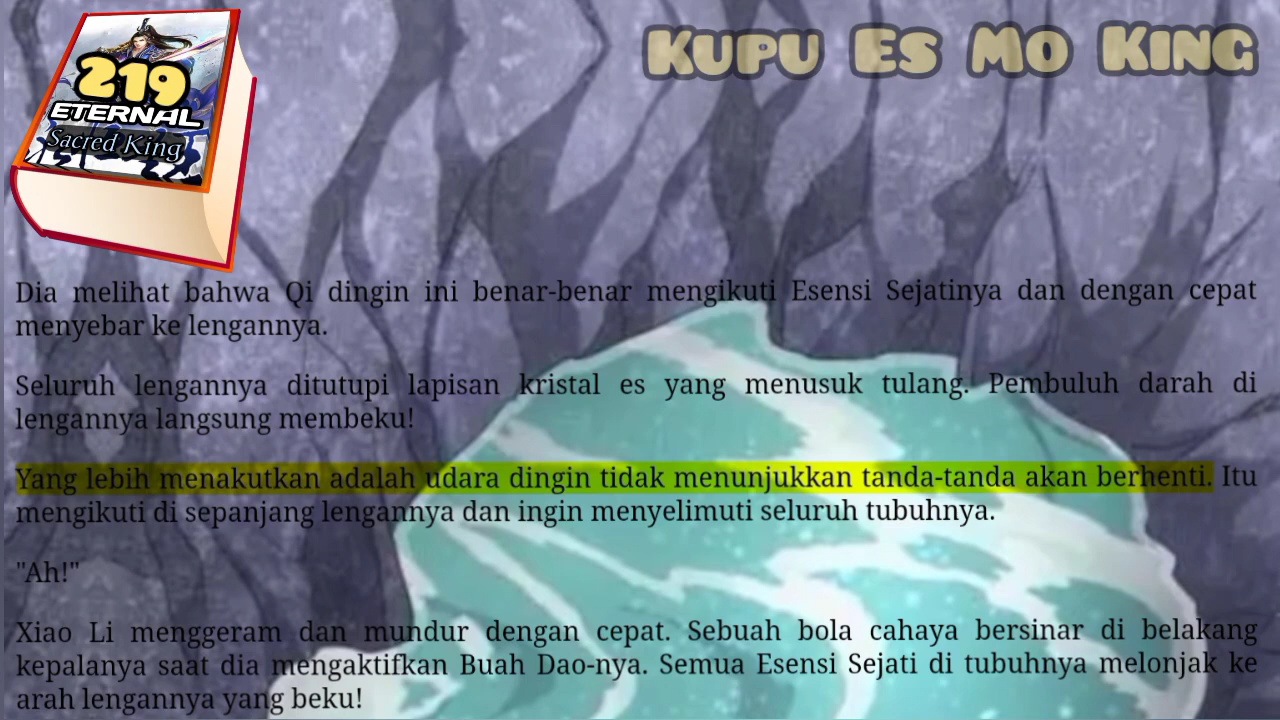 219
ETERNAL
Sacred King
Kupu Es Mo King
Dia melihat bahwa Qi dingin ini benar-benar mengikuti Esensi Sejatinya dan dengan cepat
menyebar ke lengannya.
Seluruh lengannya ditutupi lapisan kristal es yang menusuk tulang. Pembuluh darah di
lengannya langsung membeku!
Yang lebih menakutkan adalah udara dingin tidak menunjukkan tanda-tanda akan berhenti. Itu
mengikuti di sepanjang lengannya dan ingin menyelimuti seluruh tubuhnya.
"Ah!"
Xiao Li menggeram dan mundur dengan cepat. Sebuah bola cahaya bersinar di belakang
kepalanya saat dia mengaktifkan Buah Dao-nya. Semua Esensi Sejati di tubuhnya melonjak ke
arah lengannya yang beku!